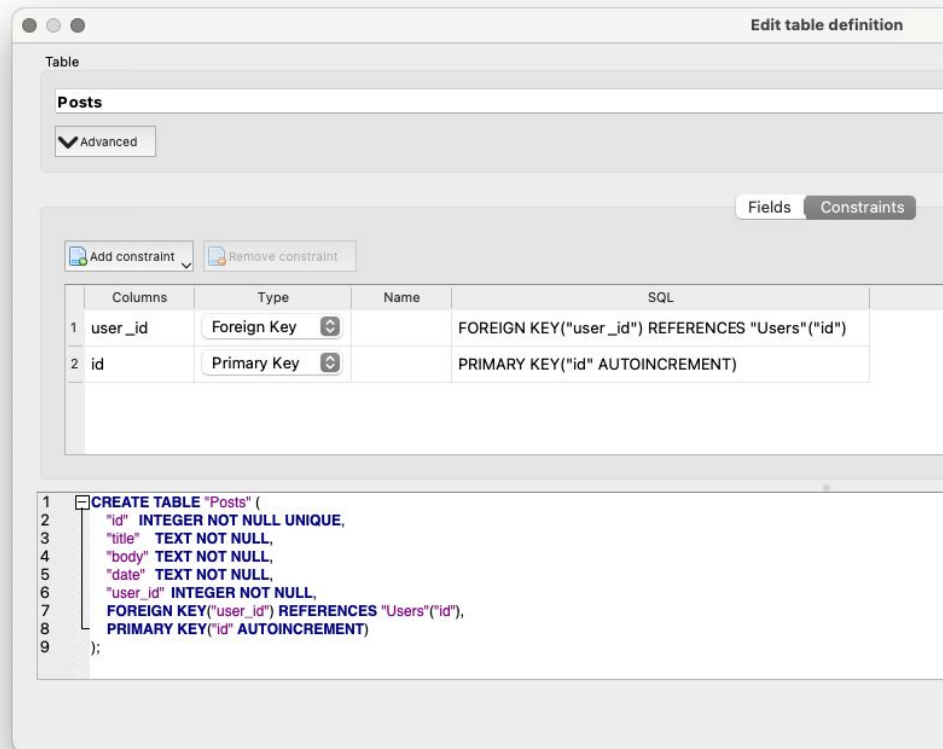 Edit table definition
Table
Posts
Advanced
Fields Constraints
Add constraint Remove constraint
Columns Type Name SQL
1 user_id Foreign Key FOREIGN KEY("user_id") REFERENCES "Users"("id")
2 id Primary Key PRIMARY KEY("id" AUTOINCREMENT)
1 CREATE TABLE "Posts" (
2 "id" INTEGER NOT NULL UNIQUE,
3 "title" TEXT NOT NULL,
4 "body" TEXT NOT NULL,
5 "date" TEXT NOT NULL,
6 "user_id" INTEGER NOT NULL,
7 FOREIGN KEY("user_id") REFERENCES "Users"("id"),
8 PRIMARY KEY("id" AUTOINCREMENT)
9 );